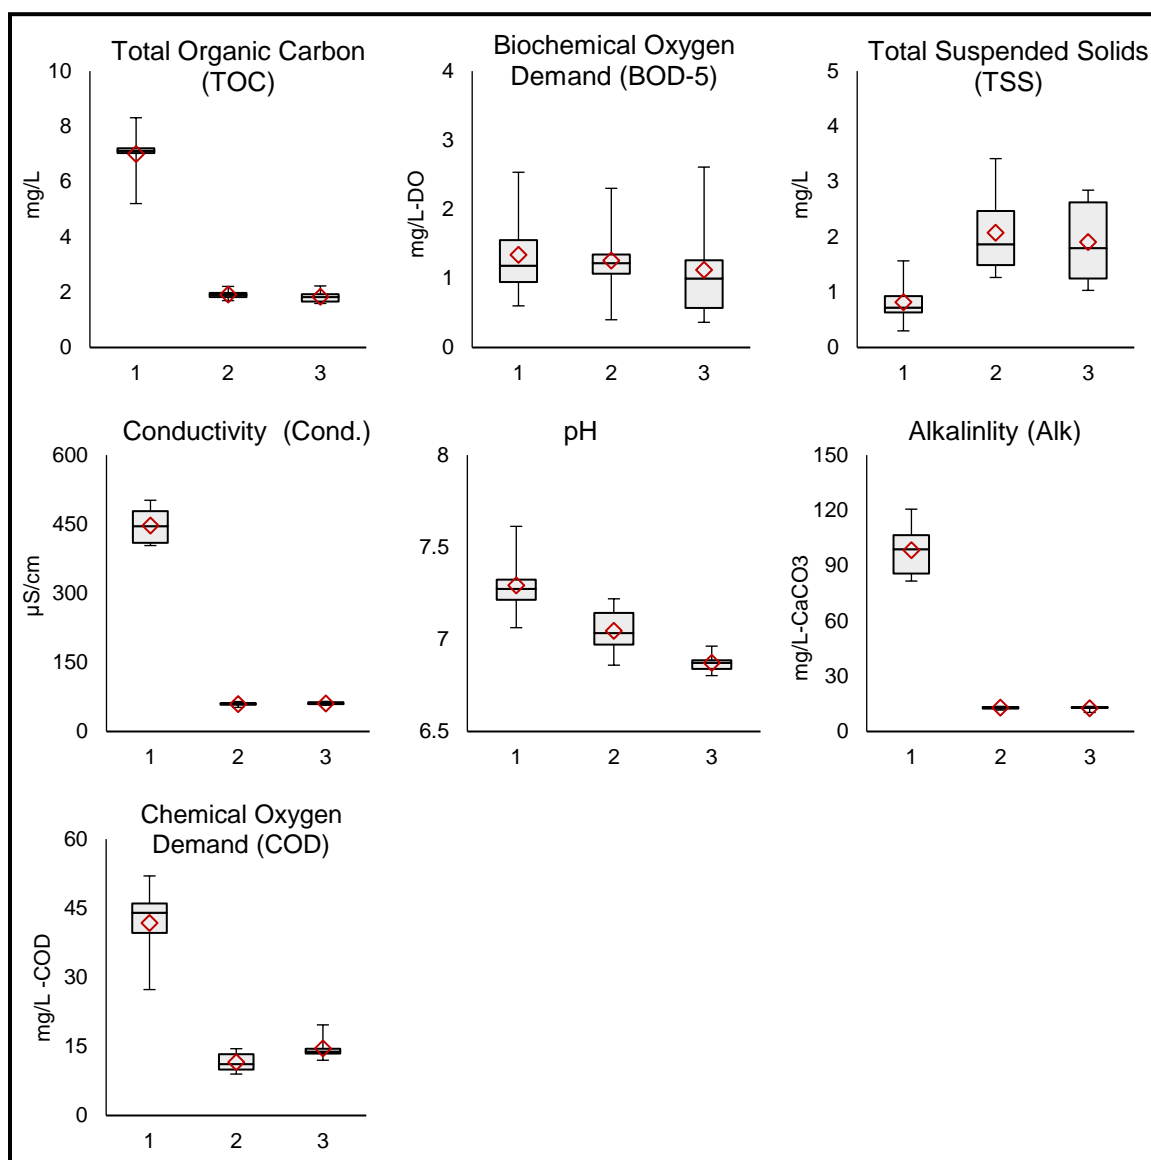 Total Organic Carbon
(TOC)
10
8
6
4
2
0
mg/L
1 2 3
Biochemical Oxygen
Demand (BOD-5)
4
3
2
1
0
mg/L-DO
1 2 3
Total Suspended Solids
(TSS)
5
4
3
2
1
0
mg/L
1 2 3
Conductivity (Cond.)
600
450
300
150
0
µS/cm
1 2 3
pH
8
7.5
7
6.5
1 2 3
Alkalinlity (Alk)
150
120
90
60
30
0
mg/L-CaCO3
1 2 3
Chemical Oxygen
Demand (COD)
60
45
30
15
0
mg/L -COD
1 2 3